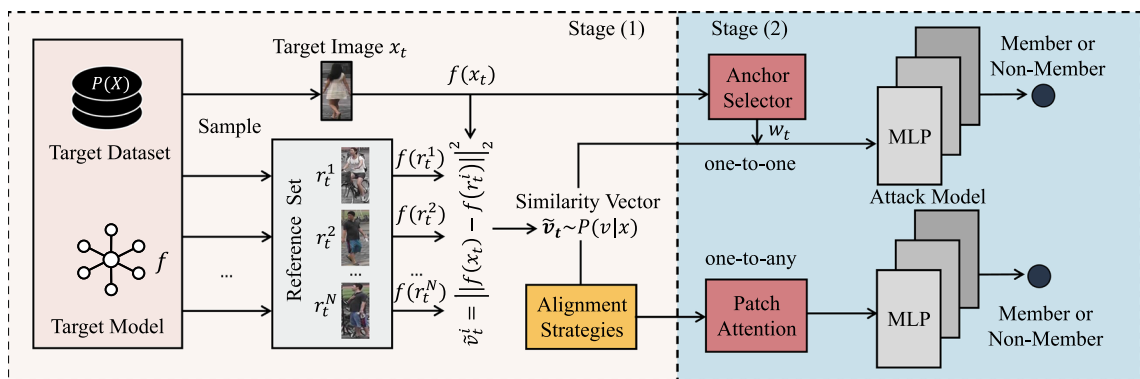 Stage (1)
Stage (2)
Target Image x_t
P(X)
Target Dataset
f(x_t)
Sample
Reference Set
r_t^1
r_t^2
...
r_t^N
f(r_t^1)
f(r_t^2)
...
f(r_t^N)
...
f
Target Model
ṽ_t^i = ||f(x_t) − f(r_t^i)||_2^2
Similarity Vector
ṽ_t~P(v|x)
Alignment
Strategies
Anchor
Selector
w_t
one-to-one
MLP
Member or
Non-Member
Attack Model
one-to-any
Patch
Attention
MLP
Member or
Non-Member